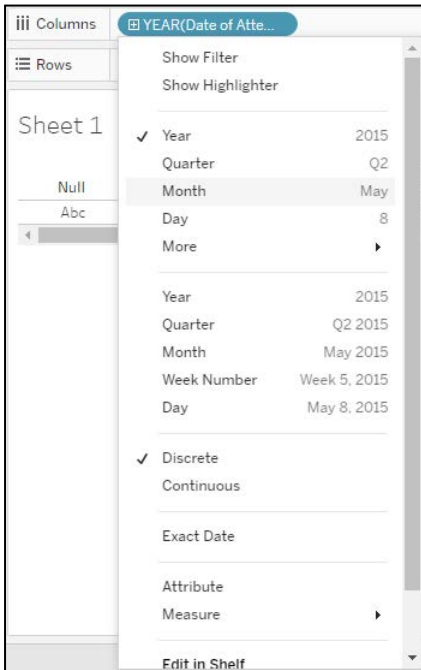 iii Columns
YEAR(Date of Atte...
Rows
Sheet 1
Null
Abc
Show Filter
Show Highlighter
Year 2015
Quarter Q2
Month May
Day 8
More
Year 2015
Quarter Q2 2015
Month May 2015
Week Number Week 5, 2015
Day May 8, 2015
Discrete
Continuous
Exact Date
Attribute
Measure
Edit in Shelf